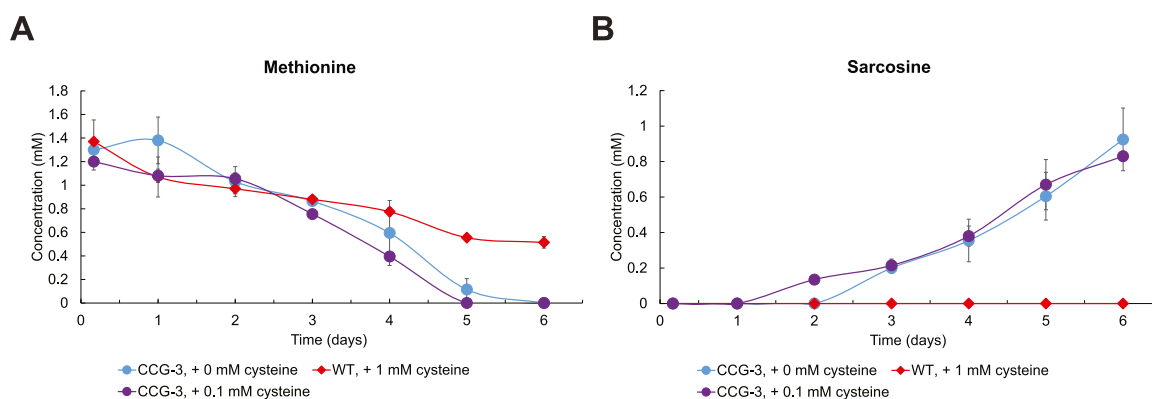 A
Methionine
Concentration (mM)
1.8
1.6
1.4
1.2
1
0.8
0.6
0.4
0.2
0
0 1 2 3 4 5 6
Time (days)
CCG-3, + 0 mM cysteine WT, + 1 mM cysteine
CCG-3, + 0.1 mM cysteine
B
Sarcosine
Concentration (mM)
1.2
1
0.8
0.6
0.4
0.2
0
0 1 2 3 4 5 6
Time (days)
CCG-3, + 0 mM cysteine WT, + 1 mM cysteine
CCG-3, + 0.1 mM cysteine